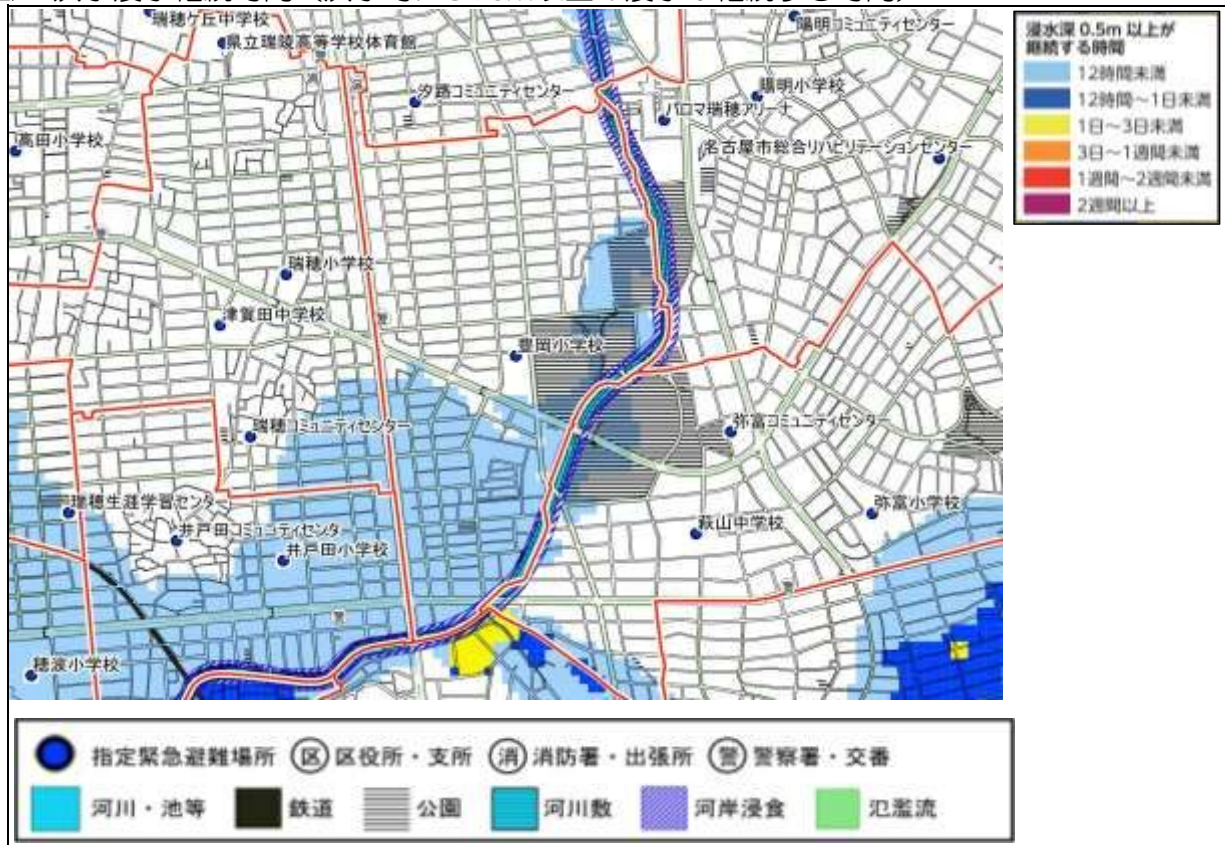 瑞穂ケ丘中学校
陽明コミュニティセンター
県立瑞陵高等学校体育館
汐路コミュニティセンター
陽明小学校
パロマ瑞穂アリーナ
高田小学校
名古屋市総合リハビリテーションセンター
瑞穂小学校
津賀田中学校
豊岡小学校
瑞穂コミュニティセンター
弥富コミュニティセンタ
瑞穂生涯学習センター
弥富小学校
井戸田コミュニティセンタ
萩山中学校
井戸田小学校
穂波小学校
浸水深 0.5m 以上が
継続する時間
12時間未満
12時間～1日未満
1日～3日未満
3日～1週間未満
1週間～2週間未満
2週間以上
指定緊急避難場所 区 区役所・支所 消 消防署・出張所 警 警察署・交番
河川・池等 鉄道 公園 河川敷 河岸浸食 氾濫流